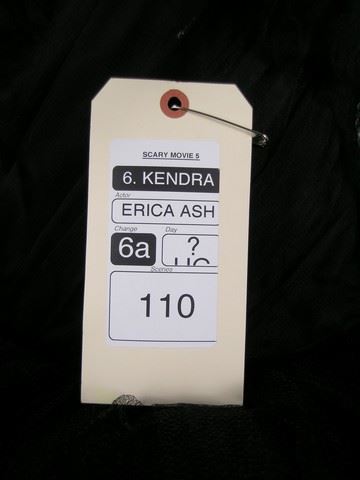 SCARY MOVIE 5
6. KENDRA
Actor
ERICA ASH
Change Day
6a ?
Scenes
110